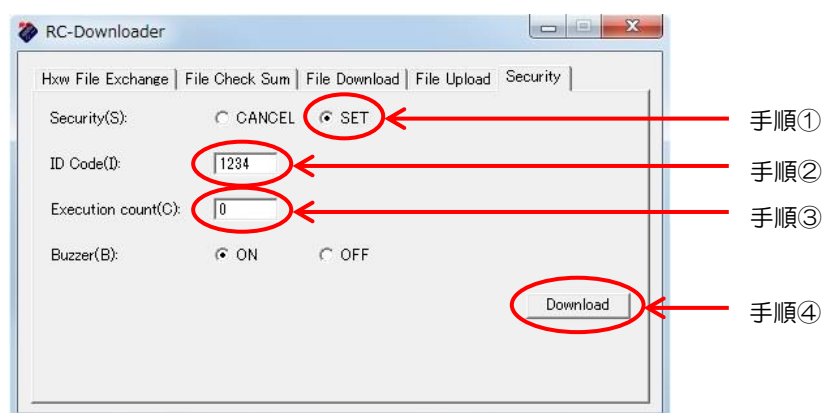 RC-Downloader
Hxw File Exchange File Check Sum File Download File Upload Security
Security(S): CANCEL SET 手順①
ID Code(I): 1234 手順②
Execution count(C): 0 手順③
Buzzer(B): ON OFF
Download 手順④